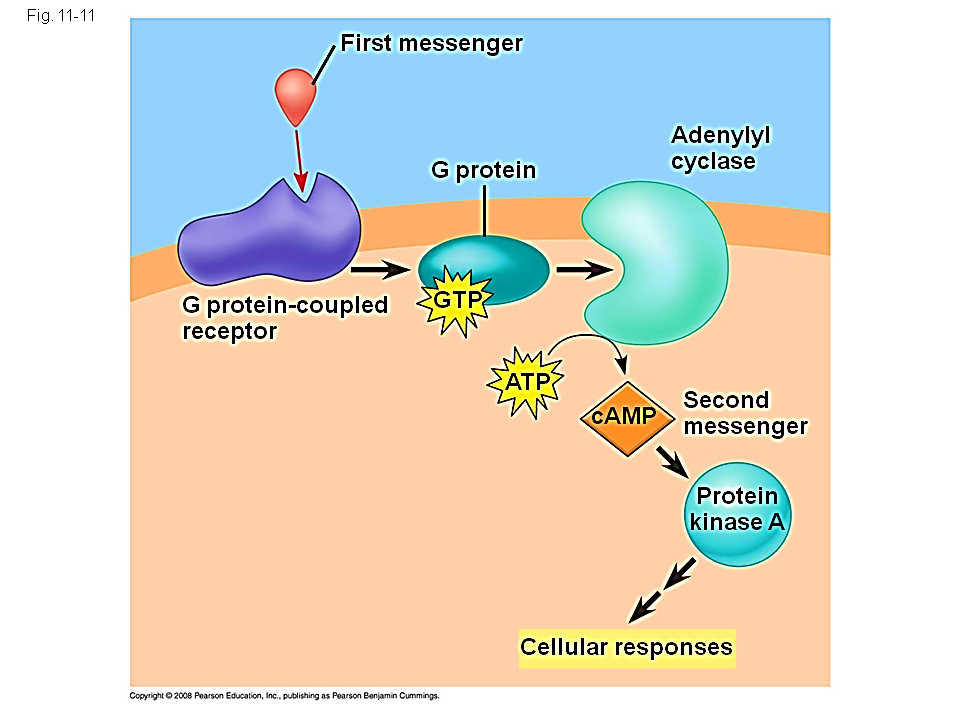 Fig. 11-11
First messenger
Adenylyl
cyclase
G protein
GTP
G protein-coupled
receptor
ATP
cAMP
Second
messenger
Protein
kinase A
Cellular responses
Copyright © 2008 Pearson Education, Inc., publishing as Pearson Benjamin Cummings.